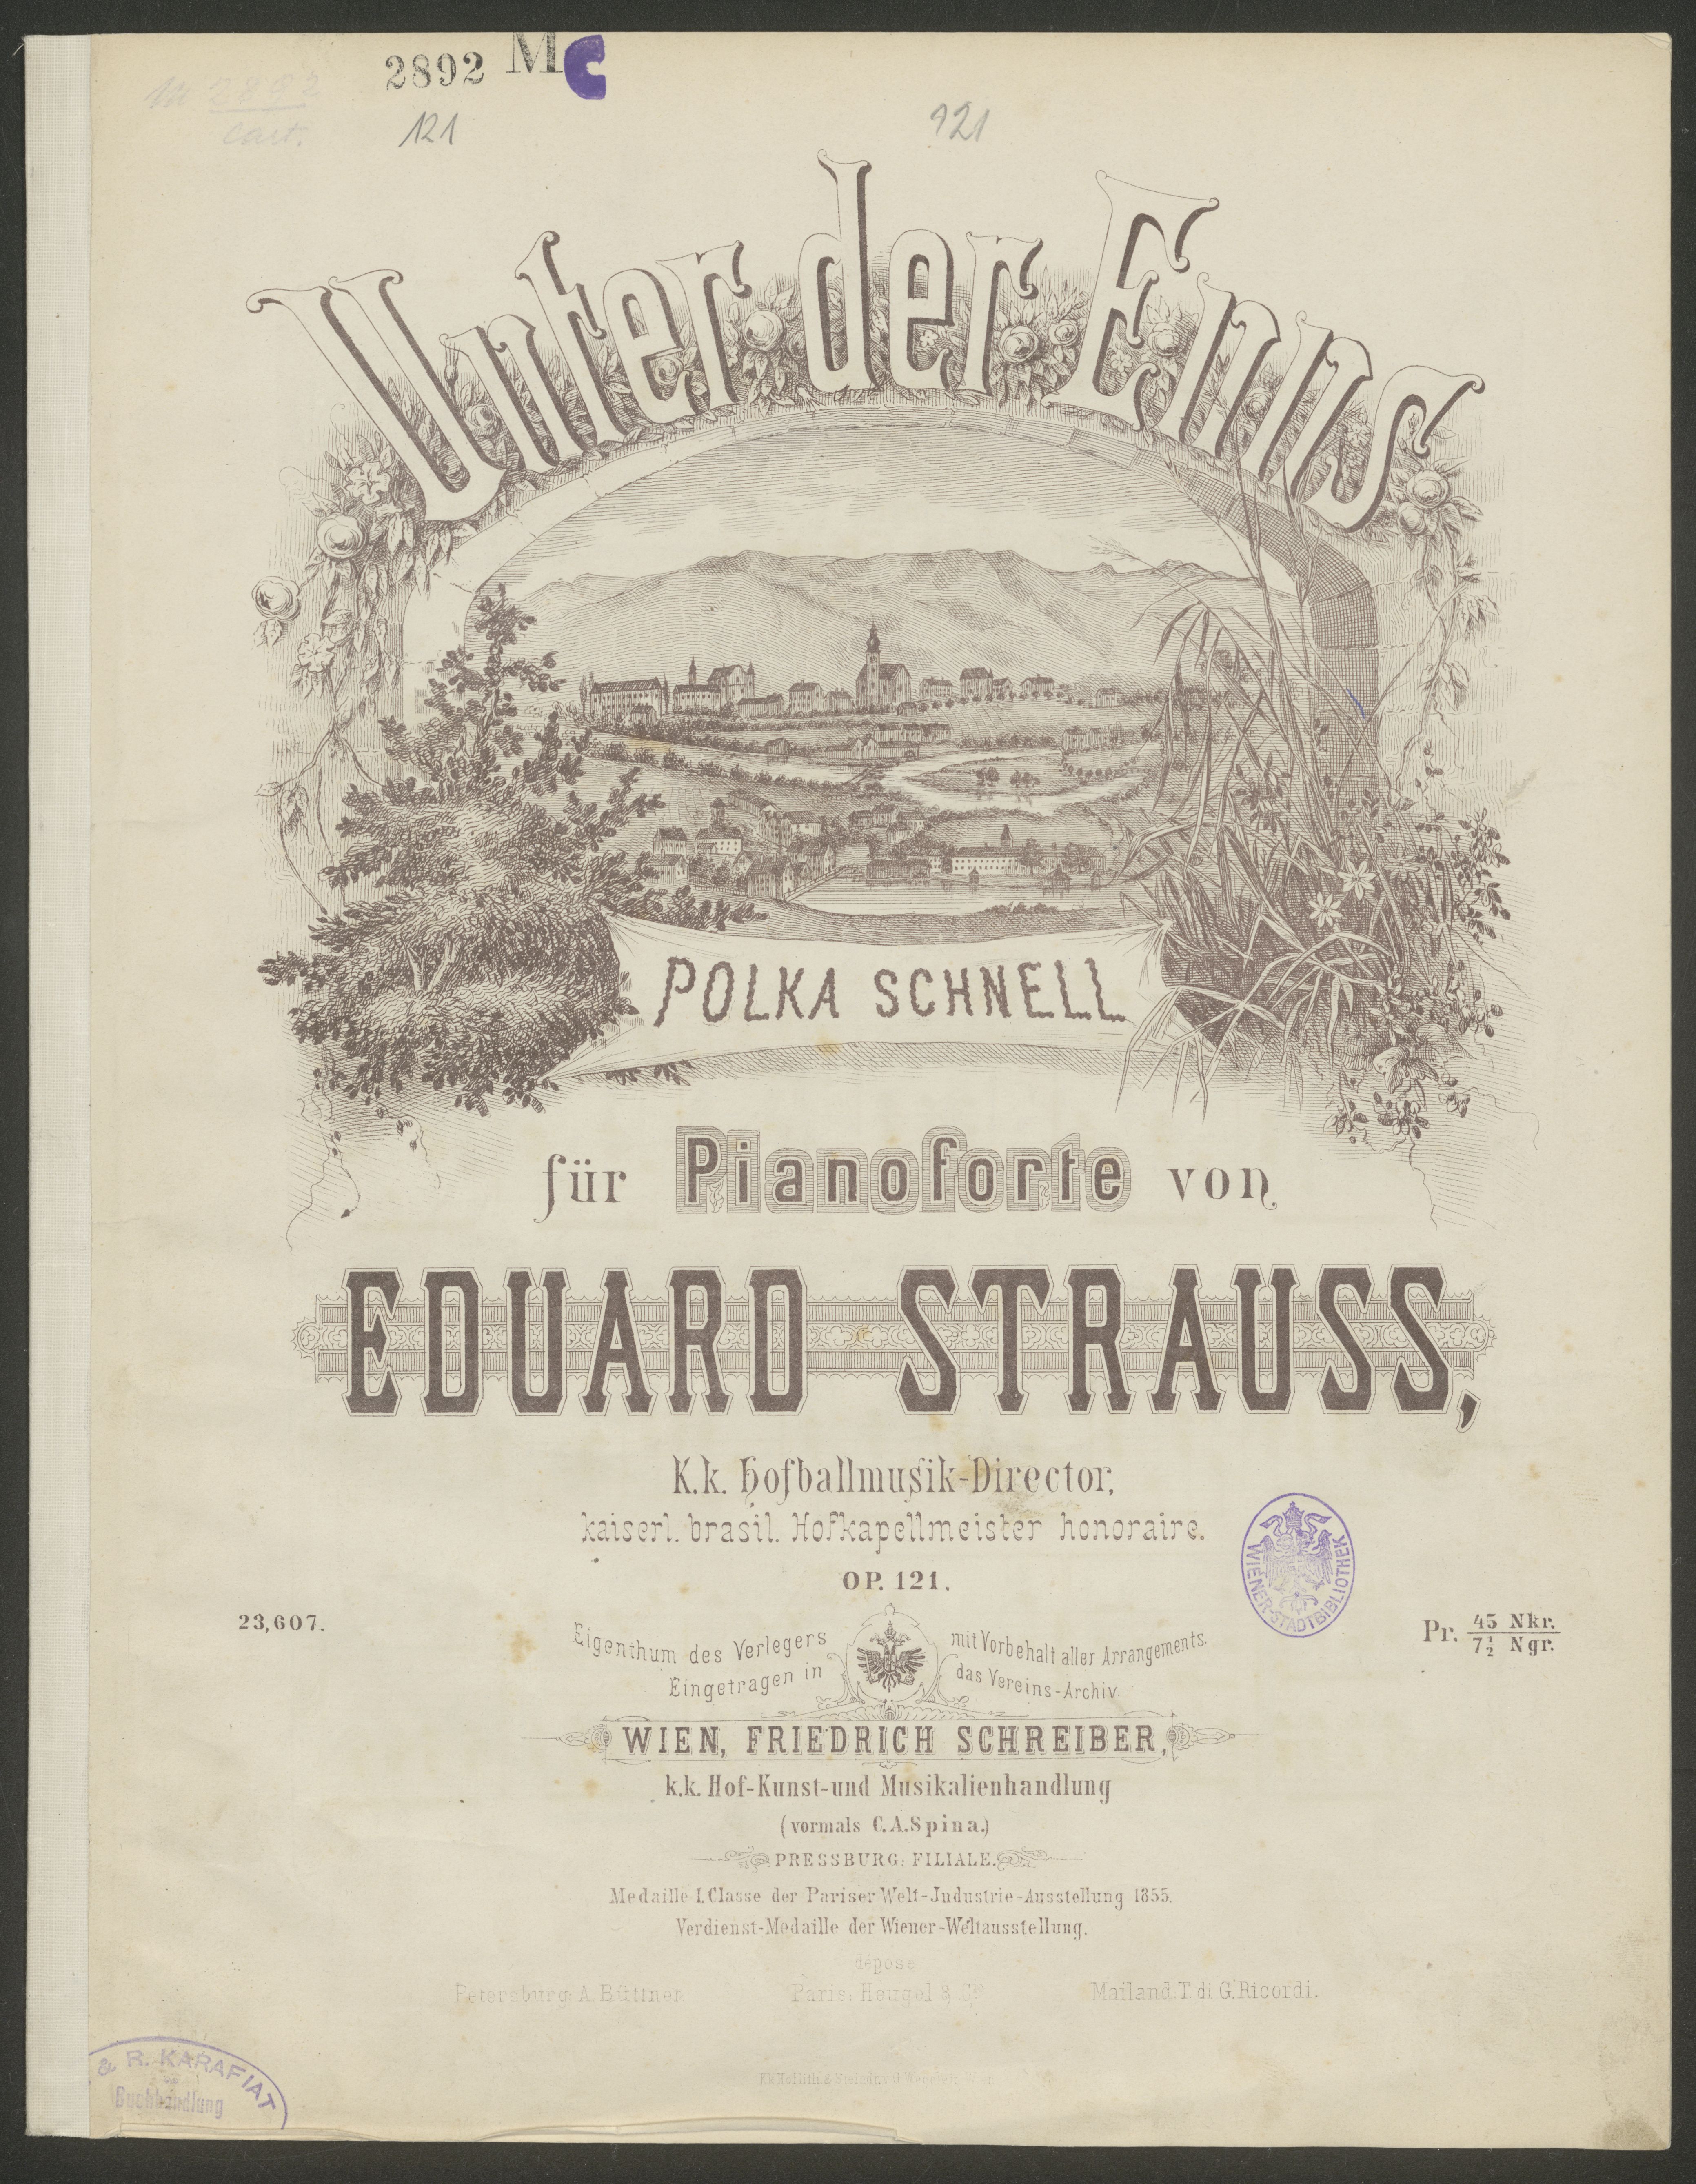 M 2892
cart.
2892 M C
121
121
Unter der Enns
POLKA SCHNELL
für Pianoforte von
EDUARD STRAUSS,
K.k. Hofballmusik-Director,
kaiserl. brasil. Hofkapellmeister honoraire.
OP. 121.
WIENER-STADTBIBLIOTHEK
23,607.
Pr. 45 Nkr.
7½ Ngr.
Eigenthum des Verlegers mit Vorbehalt aller Arrangements.
Eingetragen in das Vereins-Archiv.
WIEN, FRIEDRICH SCHREIBER,
k.k. Hof-Kunst-und Musikalienhandlung
(vormals C.A.Spina.)
PRESSBURG: FILIALE.
Medaille I. Classe der Pariser Welt-Industrie-Ausstellung 1855.
Verdienst-Medaille der Wiener-Weltausstellung.
déposé
Petersburg: A. Büttner. Paris: Heugel & Cie. Mailand. T. di G. Ricordi.
& R. KARAFIAT
Buchhandlung